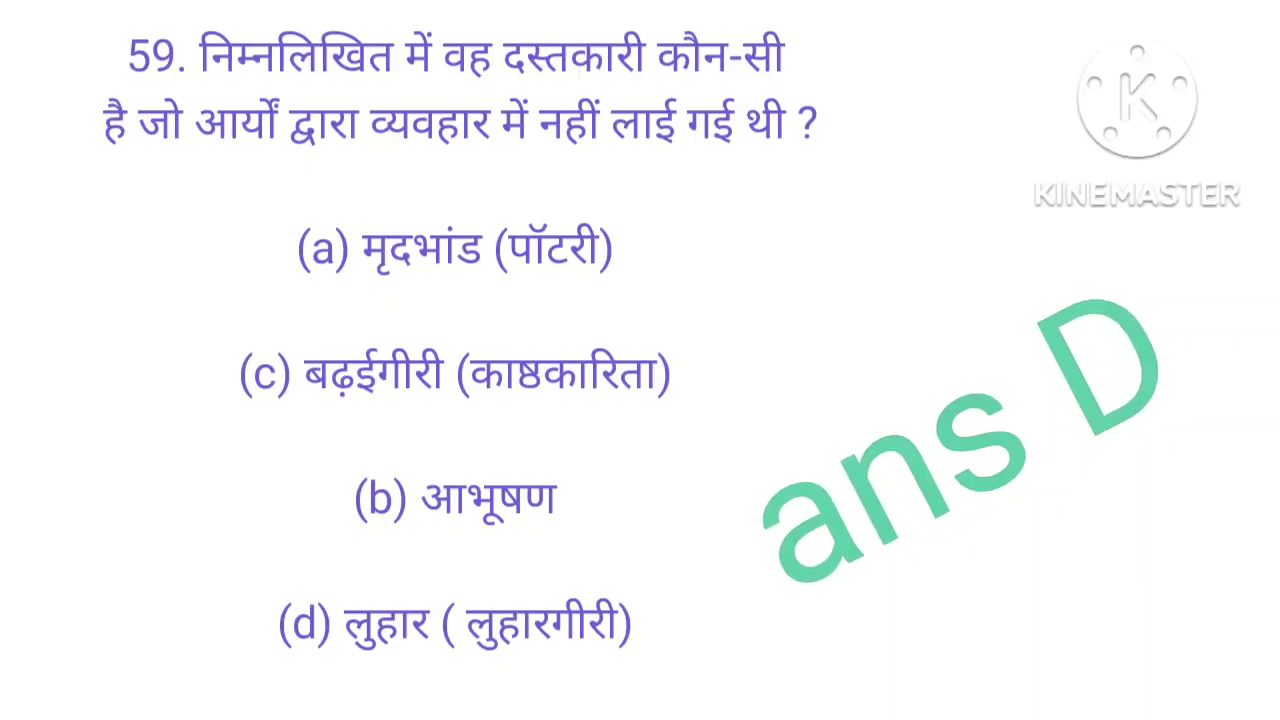 59. निम्नलिखित में वह दस्तकारी कौन-सी
है जो आर्यों द्वारा व्यवहार में नहीं लाई गई थी ?
(a) मृदभांड (पॉटरी)
(c) बढ़ईगीरी (काष्ठकारिता)
(b) आभूषण
(d) लुहार ( लुहारगीरी)
ans D
K
KINEMASTER